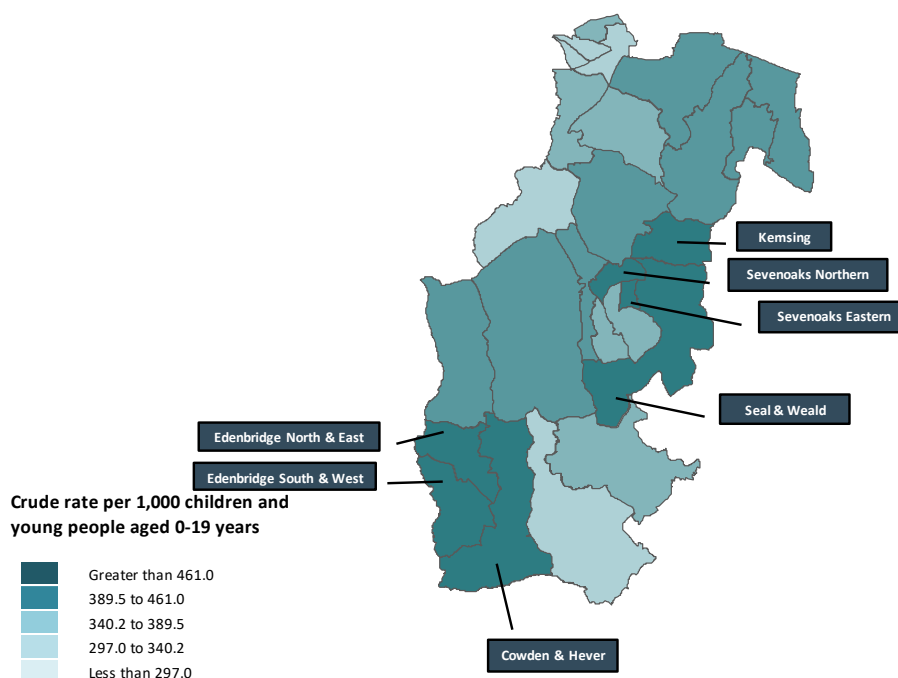 Kemsing
Sevenoaks Northern
Sevenoaks Eastern
Seal & Weald
Edenbridge North & East
Edenbridge South & West
Crude rate per 1,000 children and
young people aged 0-19 years
Greater than 461.0
389.5 to 461.0
340.2 to 389.5
297.0 to 340.2
Less than 297.0
Cowden & Hever